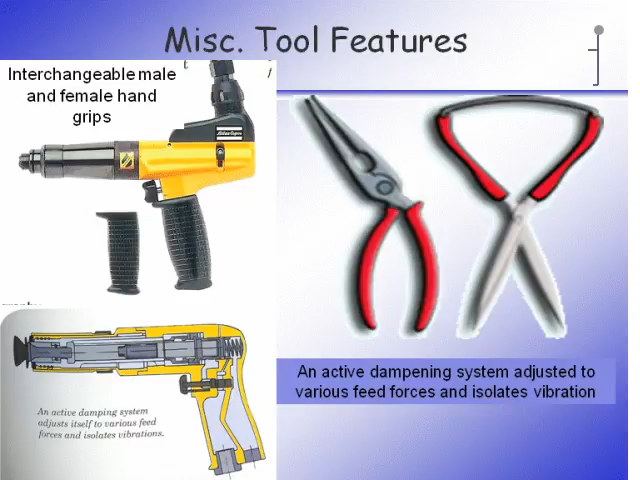 Misc. Tool Features
Interchangeable male
and female hand
grips
An active damping system
adjusts itself to various feed
forces and isolates vibrations.
An active dampening system adjusted to
various feed forces and isolates vibration